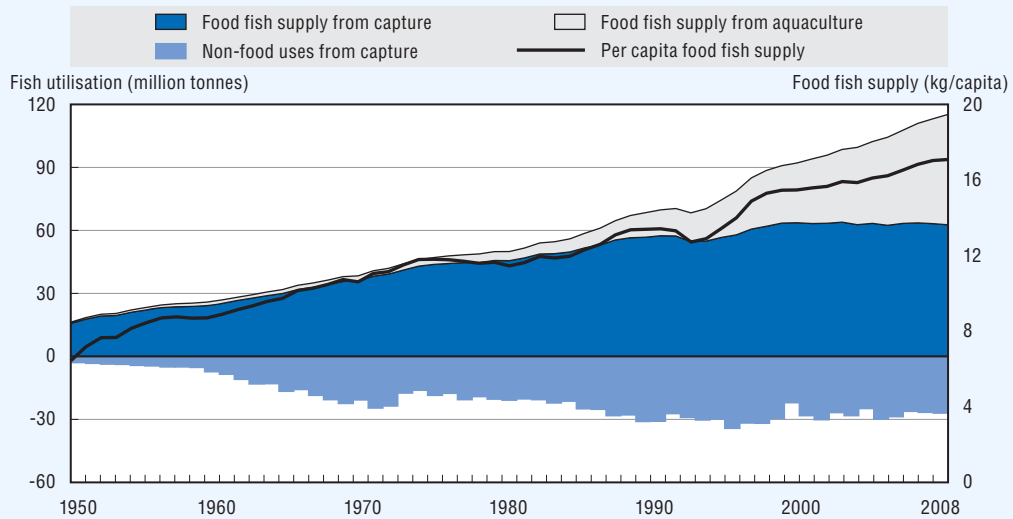 Food fish supply from capture
Food fish supply from aquaculture
Non-food uses from capture
Per capita food fish supply
Fish utilisation (million tonnes)
Food fish supply (kg/capita)
120
90
60
30
0
-30
-60
20
16
12
8
4
0
1950 1960 1970 1980 1990 2000 2008